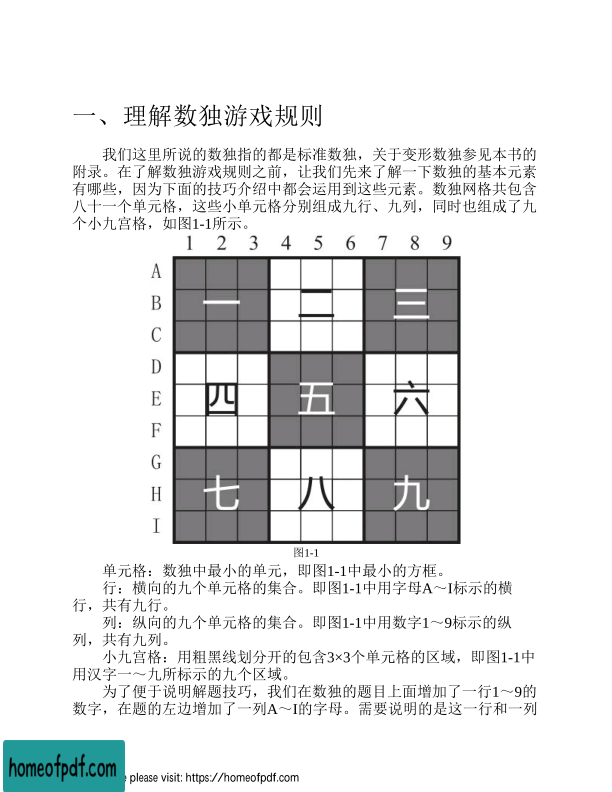 一、理解数独游戏规则
我们这里所说的数独指的都是标准数独，关于变形数独参见本书的
附录。在了解数独游戏规则之前，让我们先来了解一下数独的基本元素
有哪些，因为下面的技巧介绍中都会运用到这些元素。数独网格共包含
八十一个单元格，这些小单元格分别组成九行、九列，同时也组成了九
个小九宫格，如图1-1所示。
1 2 3 4 5 6 7 8 9
A
B 一 二 三
C
D
E 四 五 六
F
G
H 七 八 九
I
图1-1
单元格：数独中最小的单元，即图1-1中最小的方框。
行：横向的九个单元格的集合。即图1-1中用字母A～I标示的横
行，共有九行。
列：纵向的九个单元格的集合。即图1-1中用数字1～9标示的纵
列，共有九列。
小九宫格：用粗黑线划分开的包含3×3个单元格的区域，即图1-1中
用汉字一～九所标示的九个区域。
为了便于说明解题技巧，我们在数独的题目上面增加了一行1～9的
数字，在题的左边增加了一列A～I的字母。需要说明的是这一行和一列
homeofpdf.com
e please visit: https://homeofpdf.com